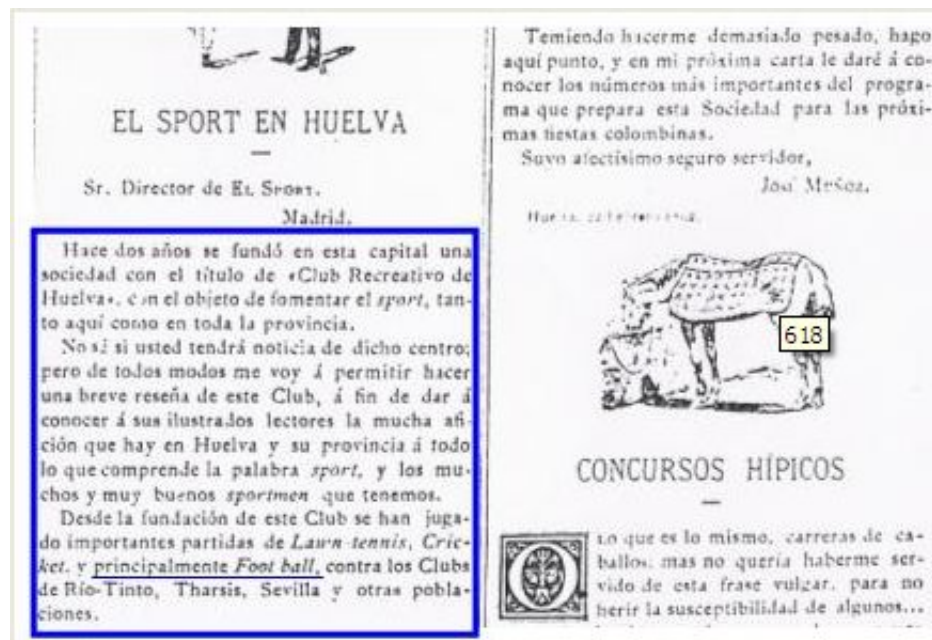 EL SPORT EN HUELVA
Sr. Director de EL SPORT.
Madrid.
Hace dos años se fundó en esta capital una
sociedad con el título de «Club Recreativo de
Huelva», con el objeto de fomentar el sport, tan-
to aquí como en toda la provincia.
No sé si usted tendrá noticia de dicho centro;
pero de todos modos me voy á permitir hacer
una breve reseña de este Club, á fin de dar á
conocer á sus ilustrados lectores la mucha afi-
ción que hay en Huelva y su provincia á todo
lo que comprende la palabra sport, y los mu-
chos y muy buenos sportmen que tenemos.
Desde la fundación de este Club se han juga-
do importantes partidas de Lawn-tennis, Cric-
ket, y principalmente Foot ball, contra los Clubs
de Río-Tinto, Tharsis, Sevilla y otras pobla-
ciones.
Temiendo hacerme demasiado pesado, hago
aquí punto, y en mi próxima carta le daré á co-
nocer los números más importantes del progra-
ma que prepara esta Sociedad para las próxi-
mas fiestas colombinas.
Suyo afectísimo seguro servidor,
José Muñoz.
618
CONCURSOS HÍPICOS
O lo que es lo mismo, carreras de ca-
ballos; mas no quería haberme ser-
vido de esta frase vulgar, para no
herir la susceptibilidad de algunos...